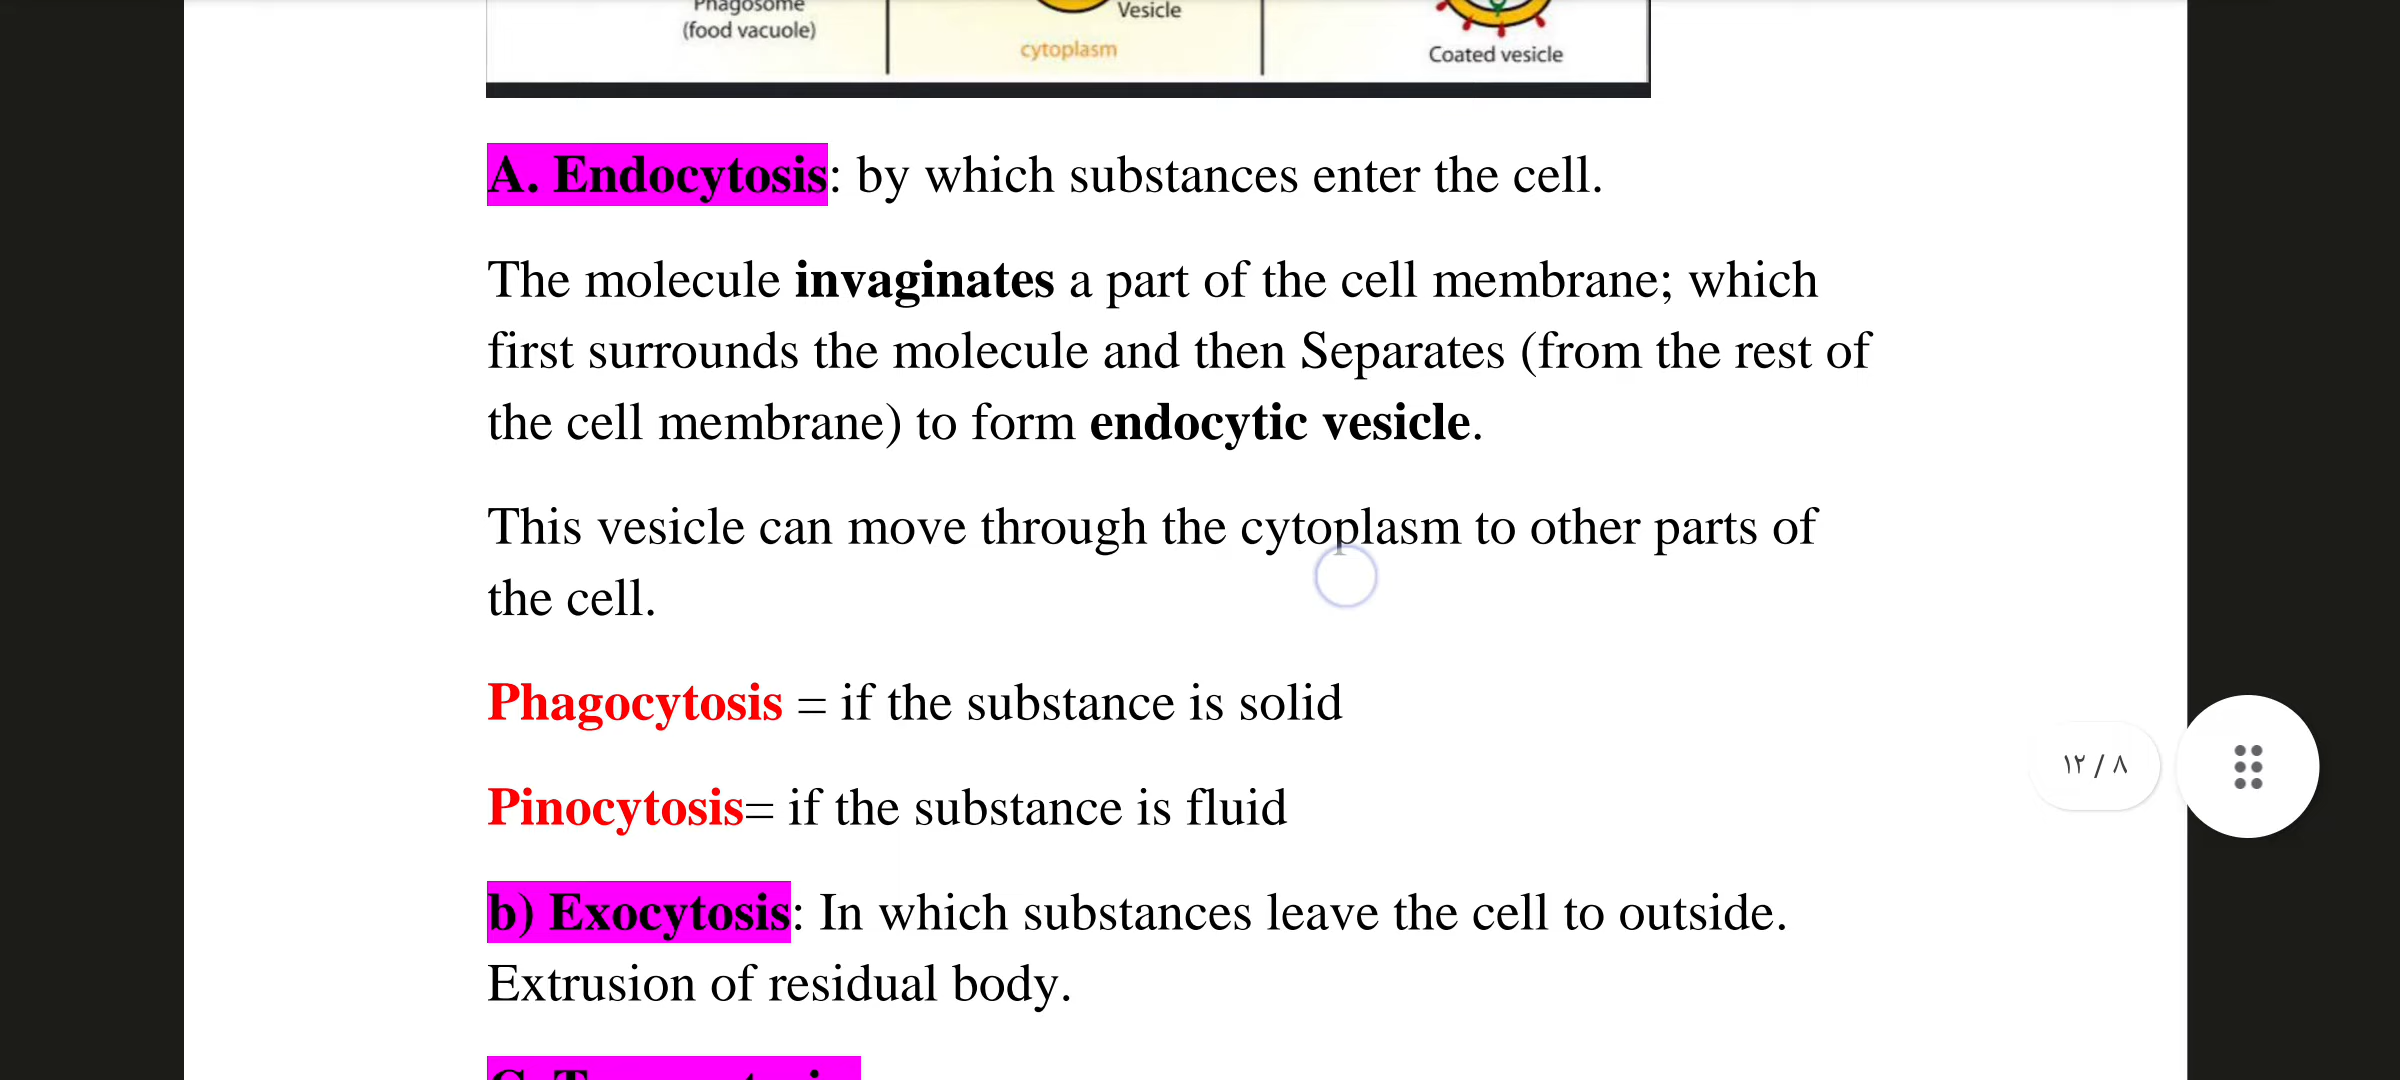 Phagosome
(food vacuole)
Vesicle
cytoplasm
Coated vesicle
A. Endocytosis: by which substances enter the cell.
The molecule invaginates a part of the cell membrane; which
first surrounds the molecule and then Separates (from the rest of
the cell membrane) to form endocytic vesicle.
This vesicle can move through the cytoplasm to other parts of
the cell.
Phagocytosis = if the substance is solid
Pinocytosis= if the substance is fluid
١٢ / ٨
b) Exocytosis: In which substances leave the cell to outside.
Extrusion of residual body.